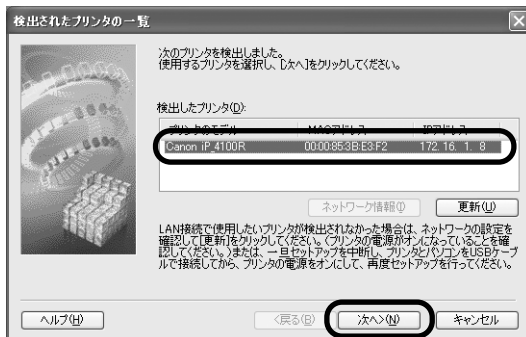 検出されたプリンタの一覧
次のプリンタを検出しました。
使用するプリンタを選択し、[次へ]をクリックしてください。
検出したプリンタ(D):
プリンタのモデル MACアドレス IPアドレス
Canon iP_4100R 00:00:85:3B:E3:F2 172. 16. 1. 8
ネットワーク情報(I) 更新(U)
LAN接続で使用したいプリンタが検出されなかった場合は、ネットワークの設定を
確認して[更新]をクリックしてください。(プリンタの電源がオンになっていることを確
認してください。)または、一旦セットアップを中断し、プリンタとパソコンをUSBケーブ
ルで接続してから、プリンタの電源をオンにして、再度セットアップを行ってください。
ヘルプ(H) <戻る(B) 次へ>(N) キャンセル